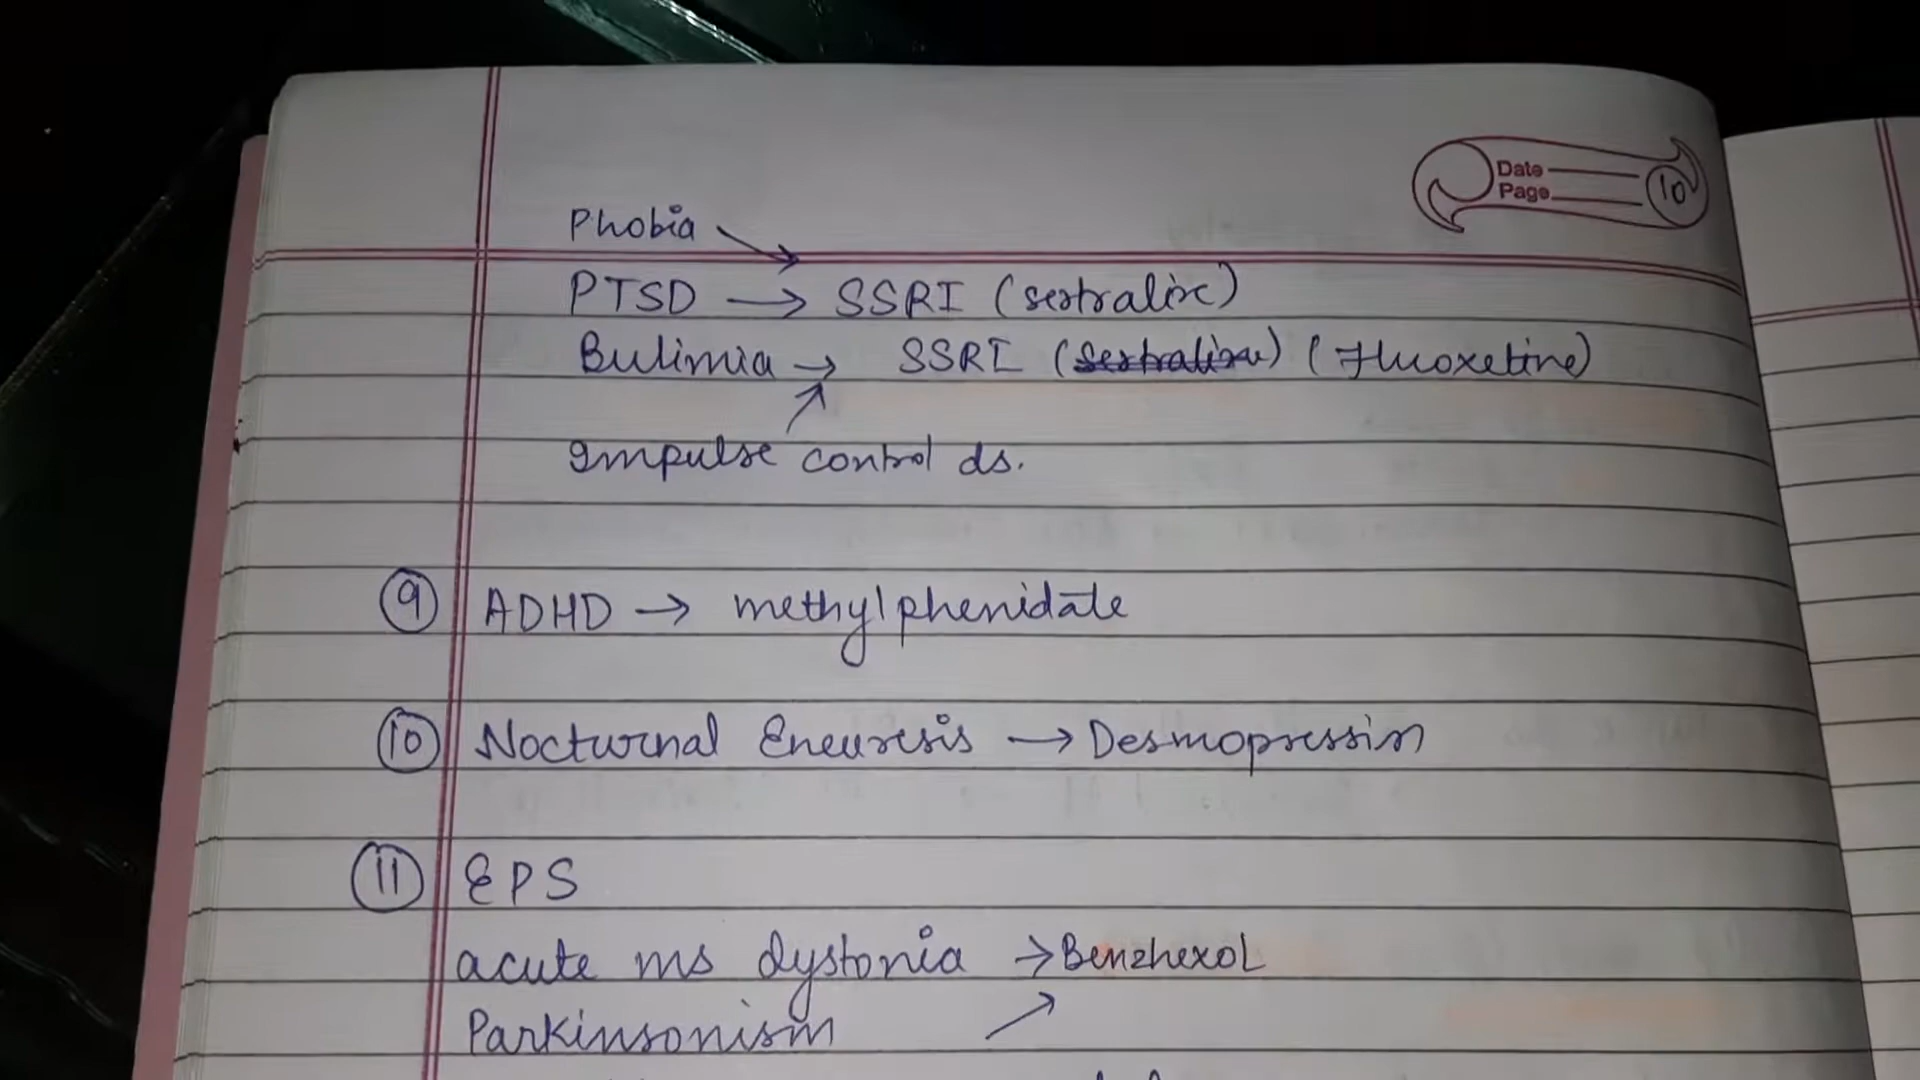 Date
Page 10
Phobia ↘
PTSD → SSRI (sertraline)
Bulimia → SSRI (Sertraline) (Fluoxetine)
↗
Impulse control ds.
9 ADHD → methylphenidate
10 Nocturnal Eneuresis → Desmopressin
11 EPS
acute ms dystonia → Benzhexol
Parkinsonism ↗